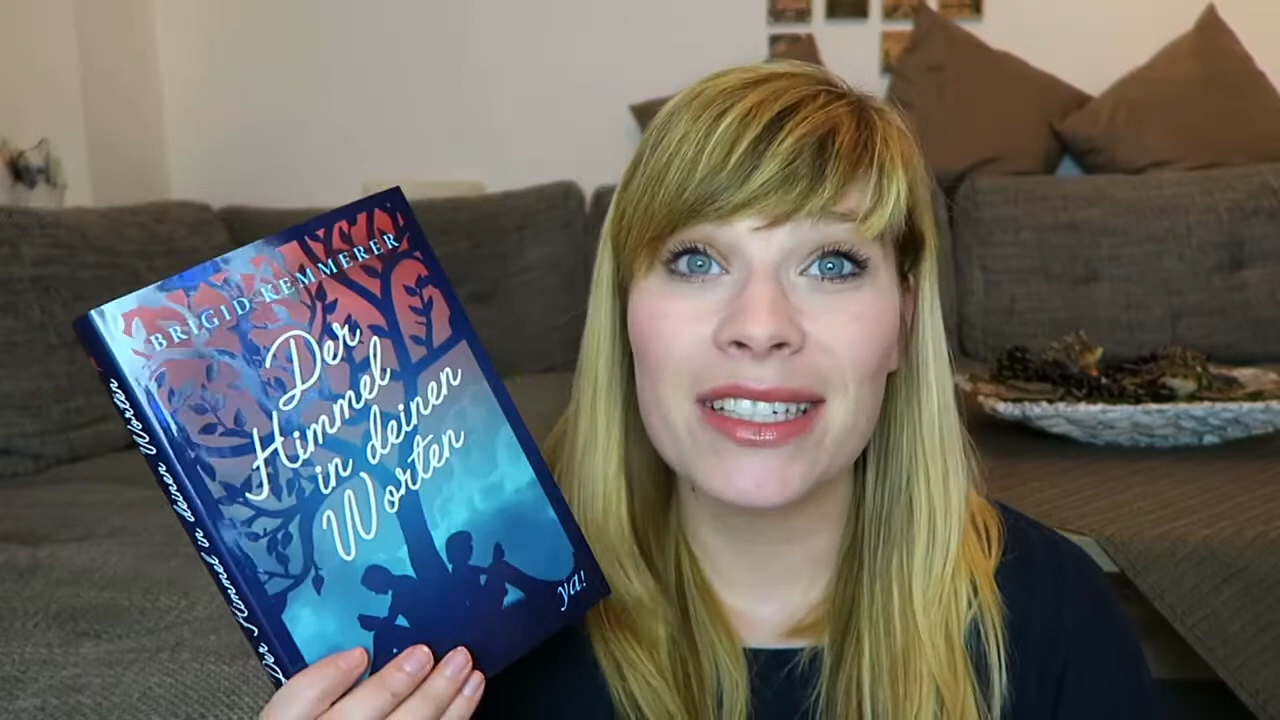 BRIGID KEMMERER
Der
Himmel
in deinen
Worten
ya!
Der Himmel in deinen Worten